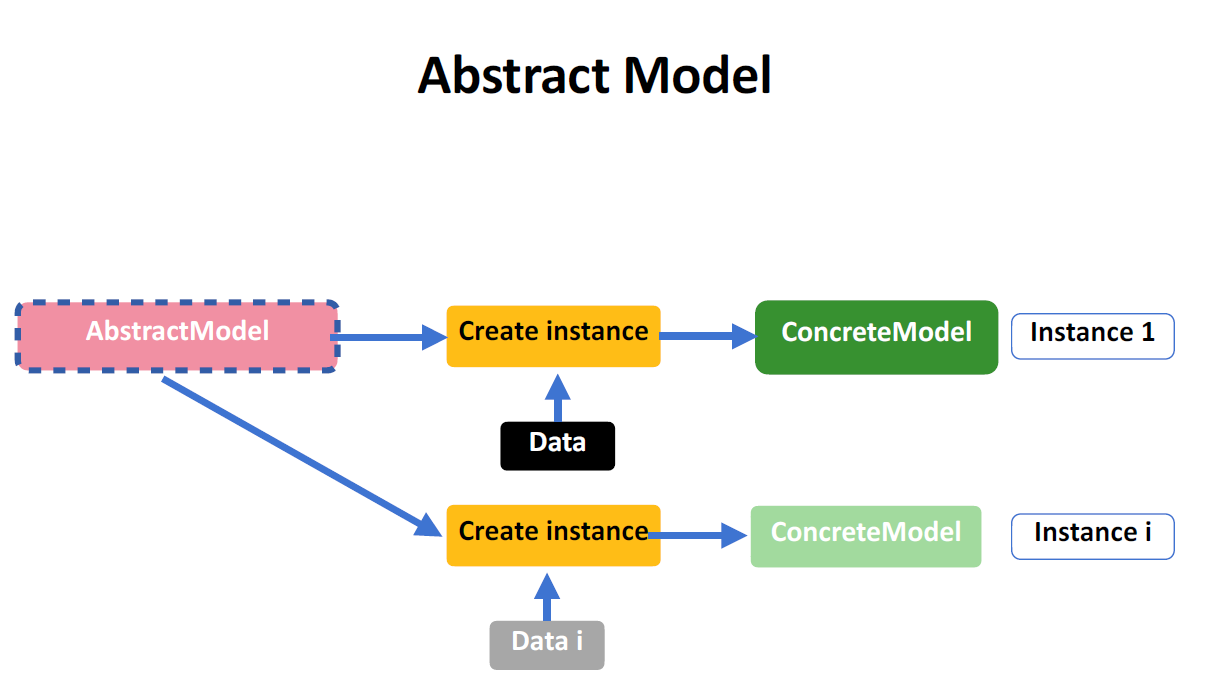 Abstract Model
AbstractModel
Create instance
ConcreteModel
Instance 1
Data
Create instance
ConcreteModel
Instance i
Data i